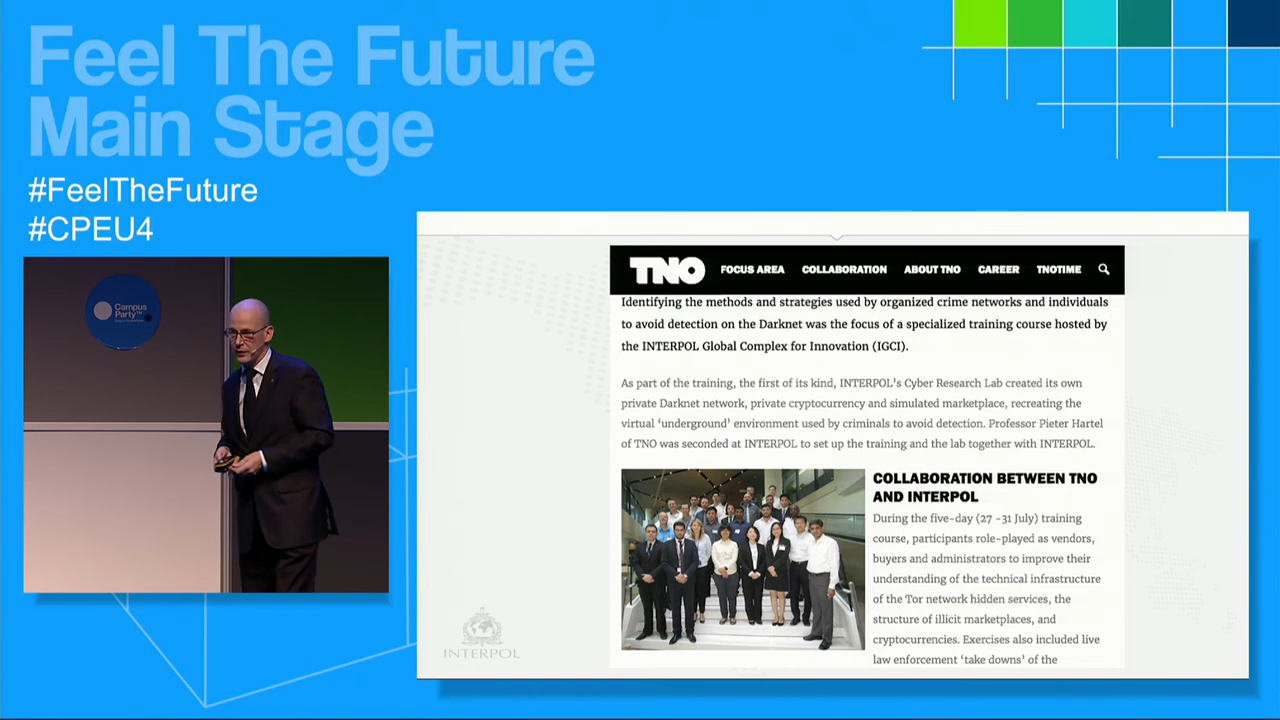 Feel The Future
Main Stage
#FeelTheFuture
#CPEU4
Campus
Party™
TNO FOCUS AREA COLLABORATION ABOUT TNO CAREER TNOTIME
Identifying the methods and strategies used by organized crime networks and individuals
to avoid detection on the Darknet was the focus of a specialized training course hosted by
the INTERPOL Global Complex for Innovation (IGCI).
As part of the training, the first of its kind, INTERPOL's Cyber Research Lab created its own
private Darknet network, private cryptocurrency and simulated marketplace, recreating the
virtual 'underground' environment used by criminals to avoid detection. Professor Pieter Hartel
of TNO was seconded at INTERPOL to set up the training and the lab together with INTERPOL.
COLLABORATION BETWEEN TNO
AND INTERPOL
During the five-day (27 -31 July) training
course, participants role-played as vendors,
buyers and administrators to improve their
understanding of the technical infrastructure
of the Tor network hidden services, the
structure of illicit marketplaces, and
cryptocurrencies. Exercises also included live
law enforcement 'take downs' of the
INTERPOL